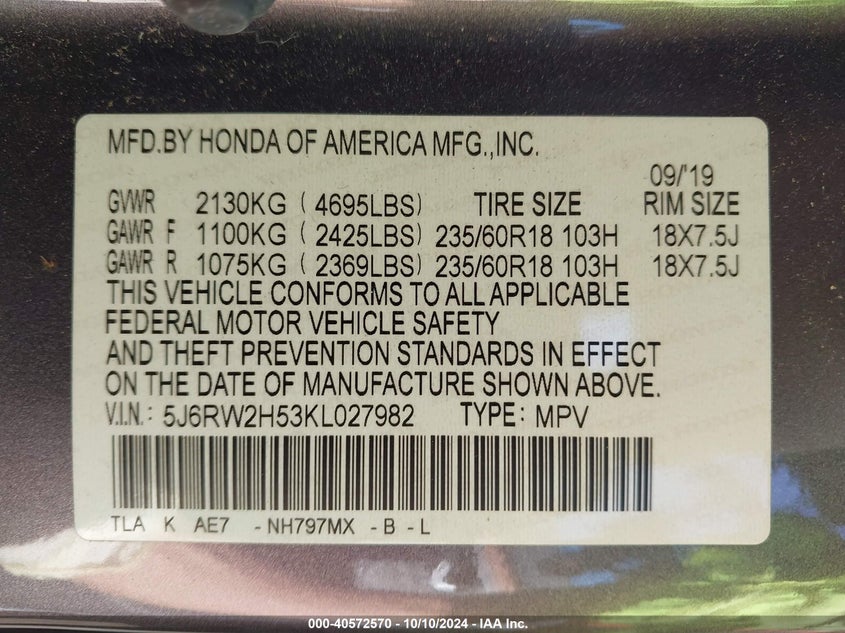 MFD.BY HONDA OF AMERICA MFG.,INC.
09/'19
GVWR 2130KG ( 4695LBS) TIRE SIZE RIM SIZE
GAWR F 1100KG ( 2425LBS) 235/60R18 103H 18X7.5J
GAWR R 1075KG ( 2369LBS) 235/60R18 103H 18X7.5J
THIS VEHICLE CONFORMS TO ALL APPLICABLE
FEDERAL MOTOR VEHICLE SAFETY
AND THEFT PREVENTION STANDARDS IN EFFECT
ON THE DATE OF MANUFACTURE SHOWN ABOVE.
V.I.N.: 5J6RW2H53KL027982 TYPE: MPV
TLA K AE7 -NH797MX -B -L
000-40572570 - 10/10/2024 - IAA Inc.